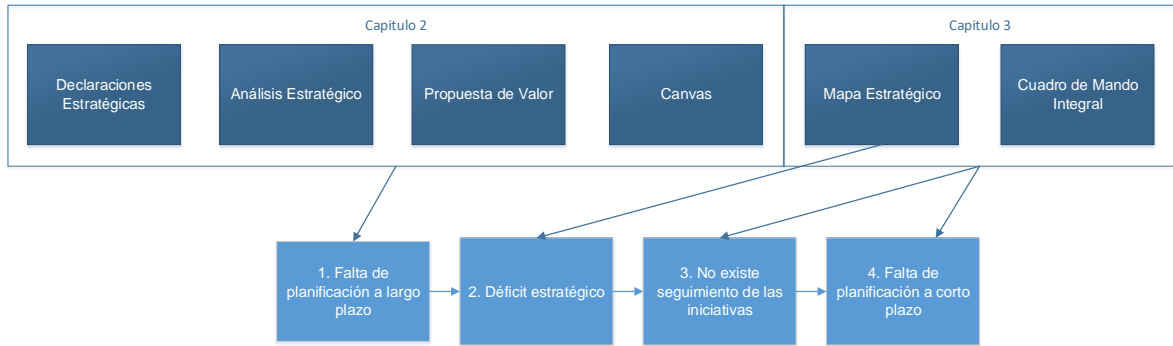 Capitulo 2
Capitulo 3
Declaraciones
Estratégicas
Análisis Estratégico
Propuesta de Valor
Canvas
Mapa Estratégico
Cuadro de Mando
Integral
1. Falta de
planificación a largo
plazo
2. Déficit estratégico
3. No existe
seguimiento de las
iniciativas
4. Falta de
planificación a corto
plazo